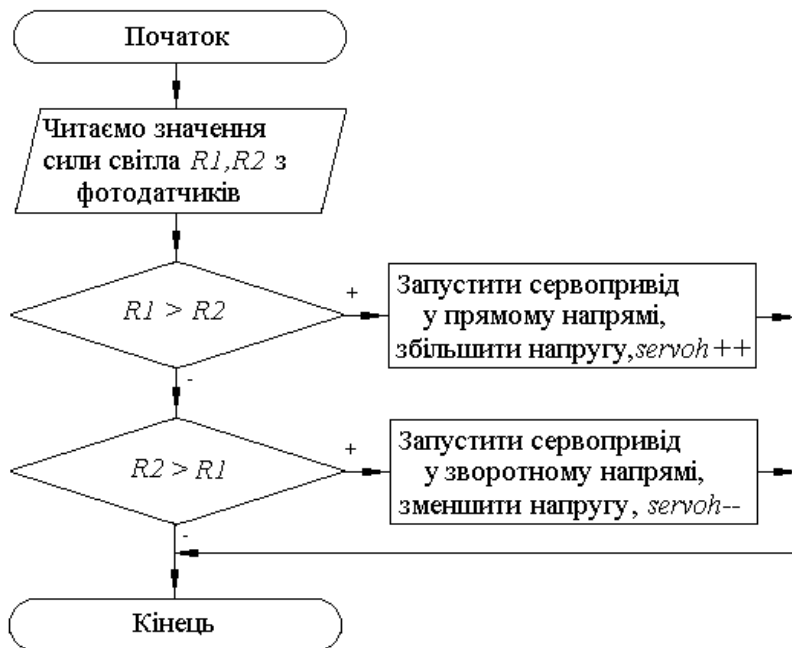 Початок
Читаємо значення
сили світла R1,R2 з
фотодатчиків
R1 > R2
+
Запустити сервопривід
у прямому напрямі,
збільшити напругу,servoh++
-
R2 > R1
+
Запустити сервопривід
у зворотному напрямі,
зменшити напругу, servoh--
-
Кінець